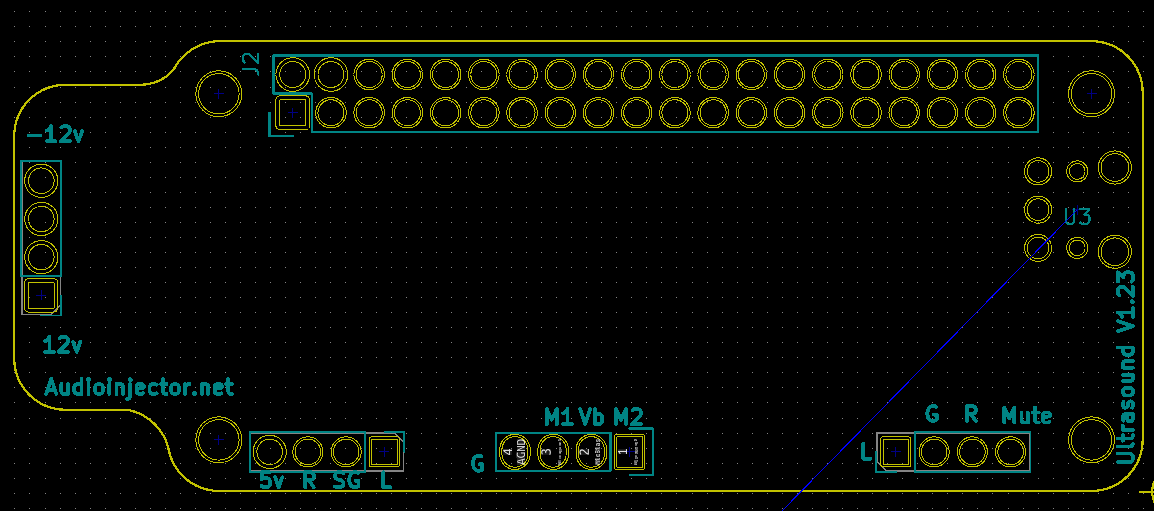 J2
-12v
U3
12v
Audioinjector.net
Ultrasound V1.23
M1 Vb M2
G R Mute
G
4 AGND
3
2
1
L
5v R SG L